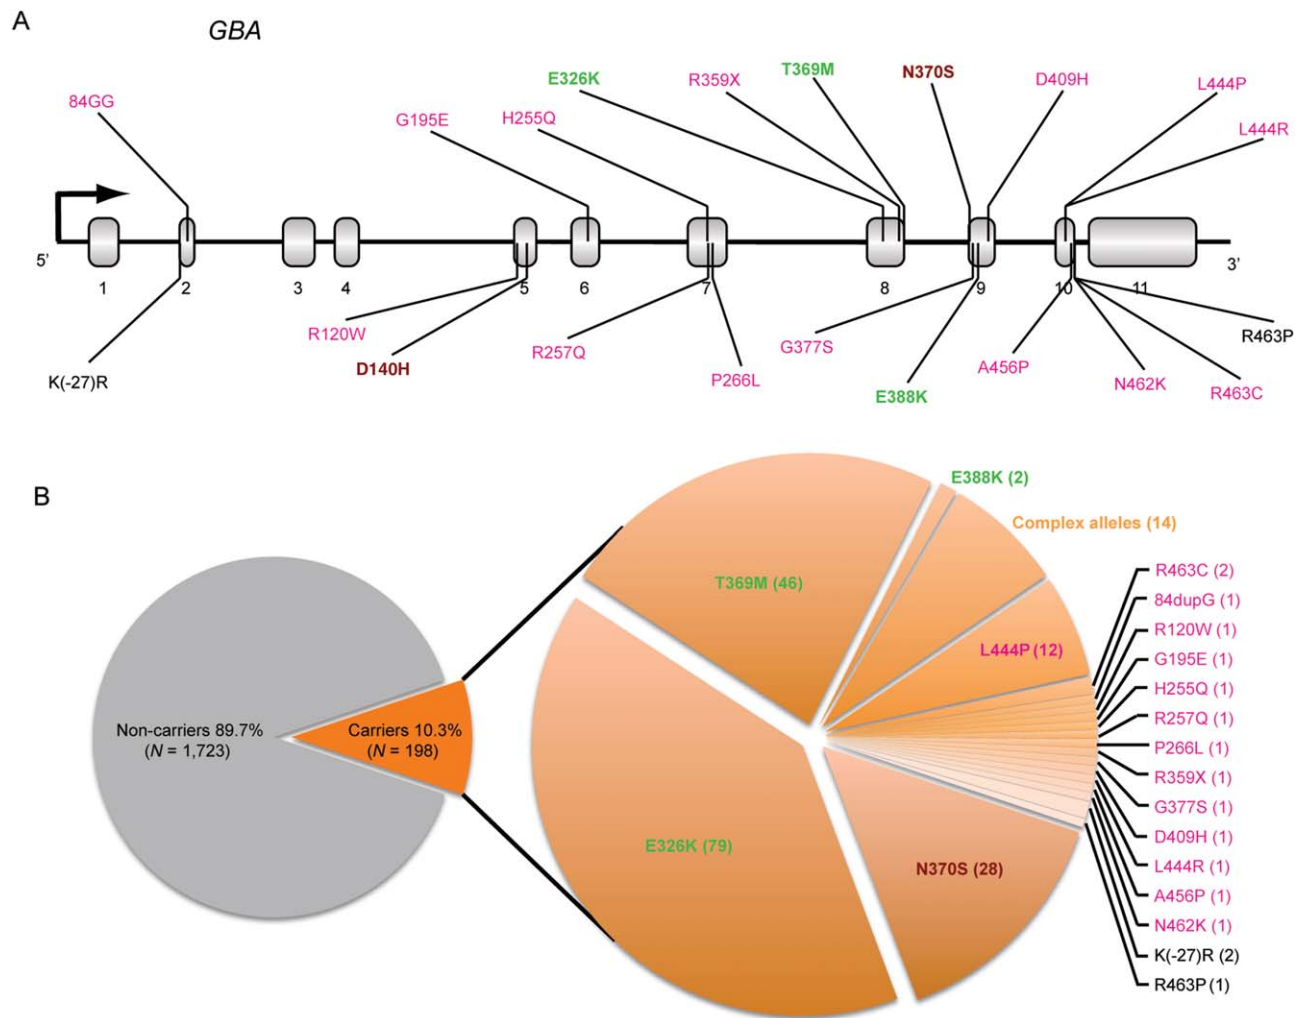 A
GBA
84GG
G195E
H255Q
E326K
R359X
T369M
N370S
D409H
L444P
L444R
5'
3'
1
2
3
4
5
6
7
8
9
10
11
K(-27)R
R120W
D140H
R257Q
P266L
G377S
E388K
A456P
N462K
R463C
R463P
B
Non-carriers 89.7%
(N = 1,723)
Carriers 10.3%
(N = 198)
T369M (46)
E388K (2)
Complex alleles (14)
L444P (12)
E326K (79)
N370S (28)
R463C (2)
84dupG (1)
R120W (1)
G195E (1)
H255Q (1)
R257Q (1)
P266L (1)
R359X (1)
G377S (1)
D409H (1)
L444R (1)
A456P (1)
N462K (1)
K(-27)R (2)
R463P (1)